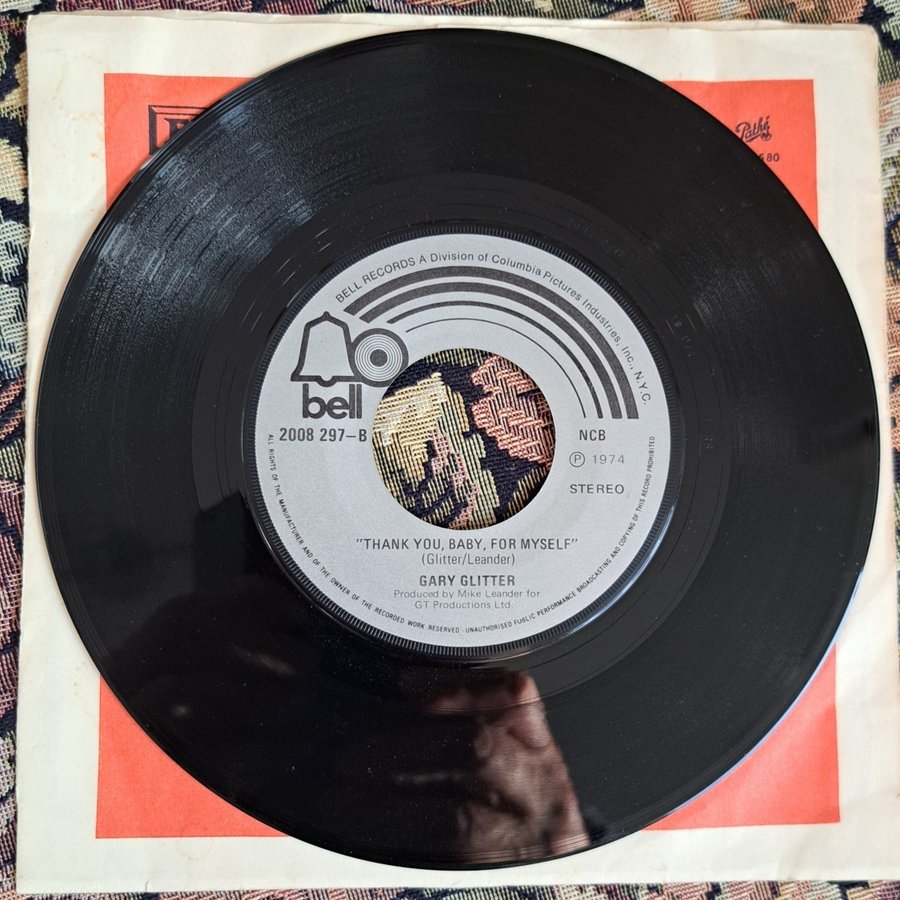 Pathé
BELL RECORDS A Division of Columbia Pictures Industries, Inc., N.Y.C.
bell
2008 297–B
NCB
Ⓟ 1974
STEREO
"THANK YOU, BABY, FOR MYSELF"
(Glitter/Leander)
GARY GLITTER
Produced by Mike Leander for
GT Productions Ltd.
ALL RIGHTS OF THE MANUFACTURER AND OF THE OWNER OF THE RECORDED WORK RESERVED · UNAUTHORISED PUBLIC PERFORMANCE BROADCASTING AND COPYING OF THIS RECORD PROHIBITED